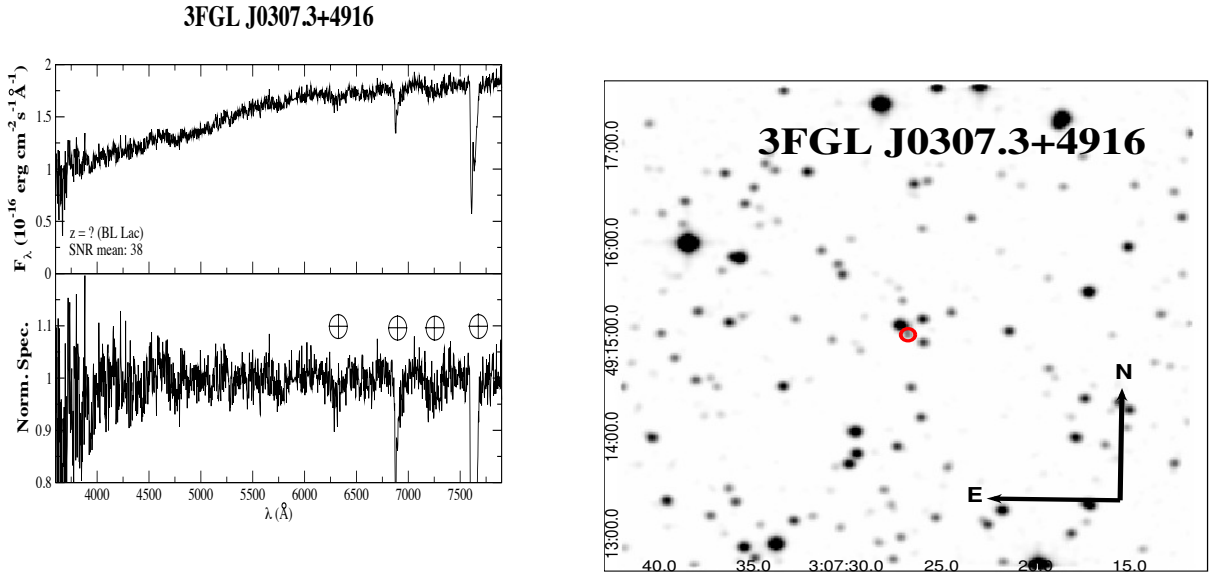 3FGL J0307.3+4916
F_λ (10^-16 erg cm^-2 s^-1 Å^-1)
2
1.5
1
0.5
0
z = ? (BL Lac)
SNR mean: 38
Norm. Spec.
1.1
1
0.9
0.8
4000 4500 5000 5500 6000 6500 7000 7500
λ (Å)
3FGL J0307.3+4916
17:00.0
16:00.0
49:15:00.0
14:00.0
13:00.0
N
E
40.0 35.0 3:07:30.0 25.0 20.0 15.0